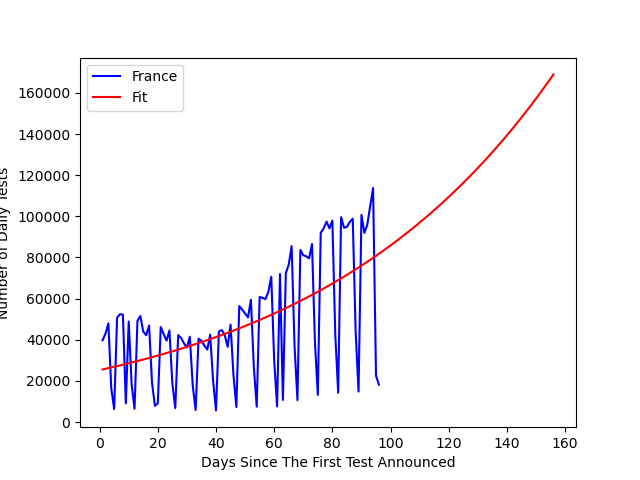 France
Fit
160000
140000
120000
100000
80000
60000
40000
20000
0
Number of Daily Tests
0 20 40 60 80 100 120 140 160
Days Since The First Test Announced